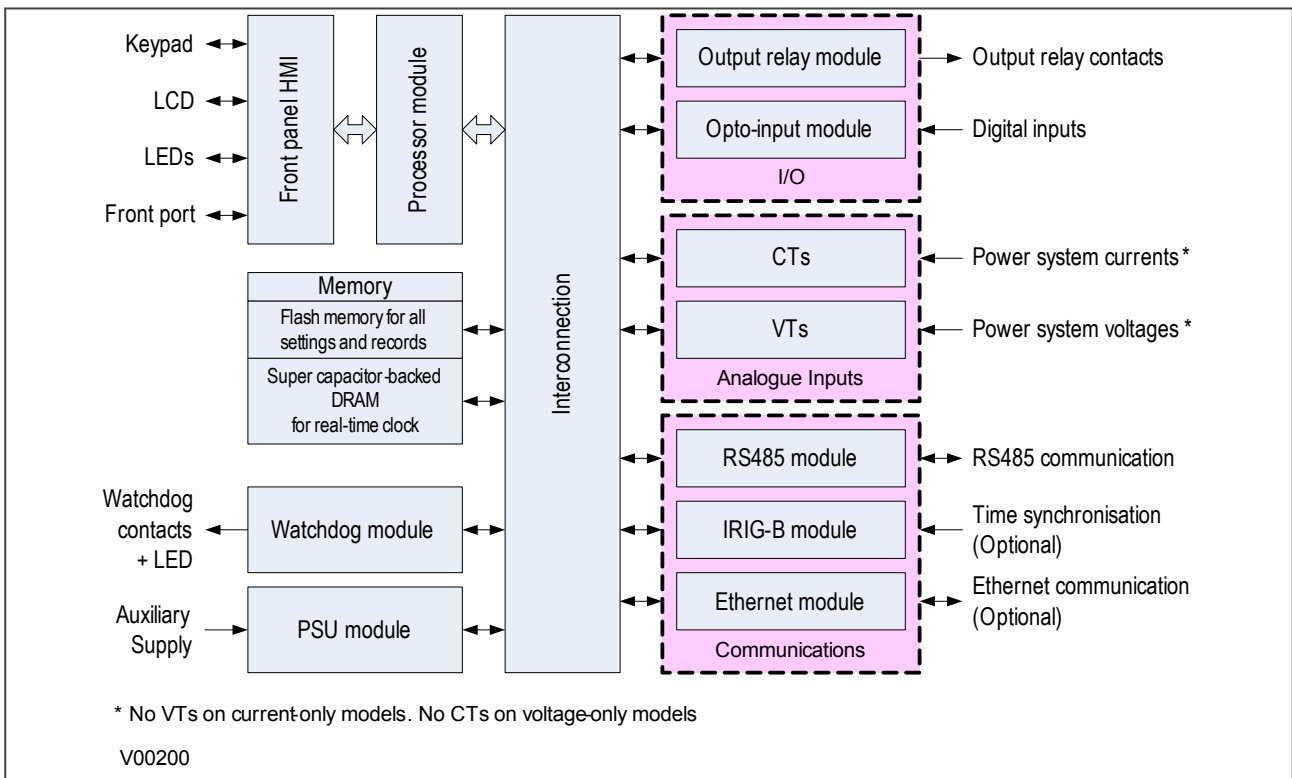 Keypad
LCD
LEDs
Front port
Front panel HMI
Processor module
Memory
Flash memory for all
settings and records
Super capacitor-backed
DRAM
for real-time clock
Watchdog
contacts
+ LED
Watchdog module
Auxiliary
Supply
PSU module
Interconnection
Output relay module
Output relay contacts
Opto-input module
Digital inputs
I/O
CTs
Power system currents *
VTs
Power system voltages *
Analogue Inputs
RS485 module
RS485 communication
IRIG-B module
Time synchronisation
(Optional)
Ethernet module
Ethernet communication
(Optional)
Communications
* No VTs on current-only models. No CTs on voltage-only models
V00200